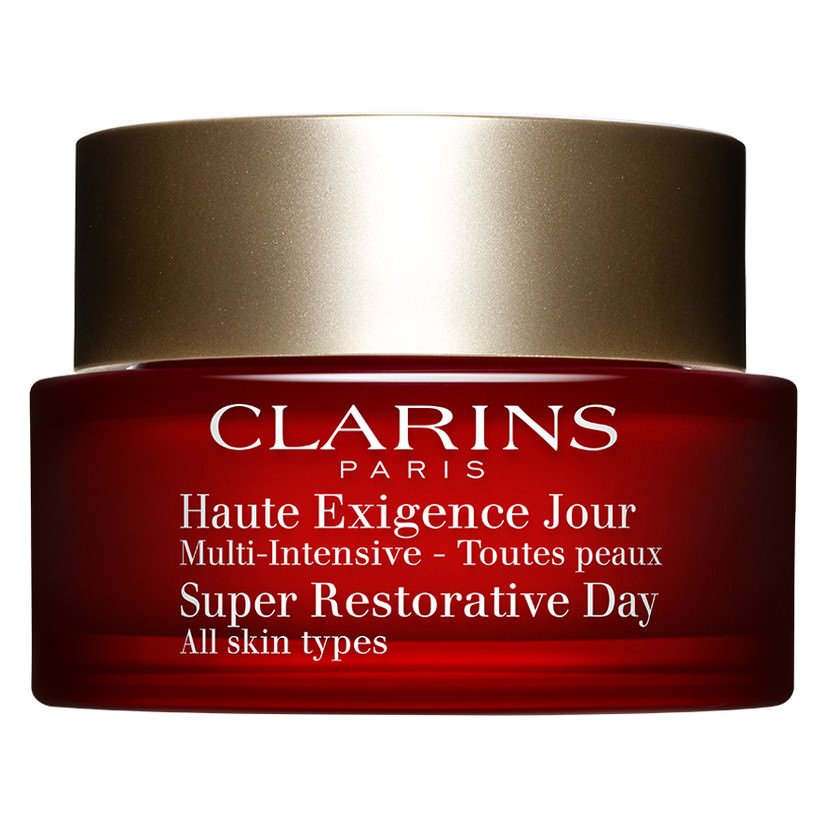 CLARINS
PARIS
Haute Exigence Jour
Multi-Intensive - Toutes peaux
Super Restorative Day
All skin types